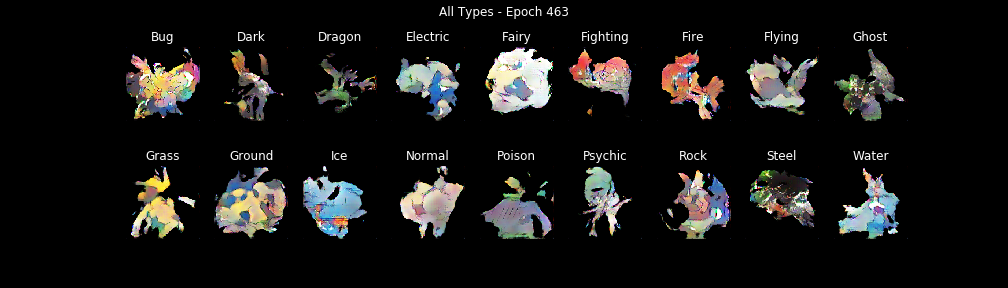 All Types - Epoch 463
Bug Dark Dragon Electric Fairy Fighting Fire Flying Ghost
Grass Ground Ice Normal Poison Psychic Rock Steel Water